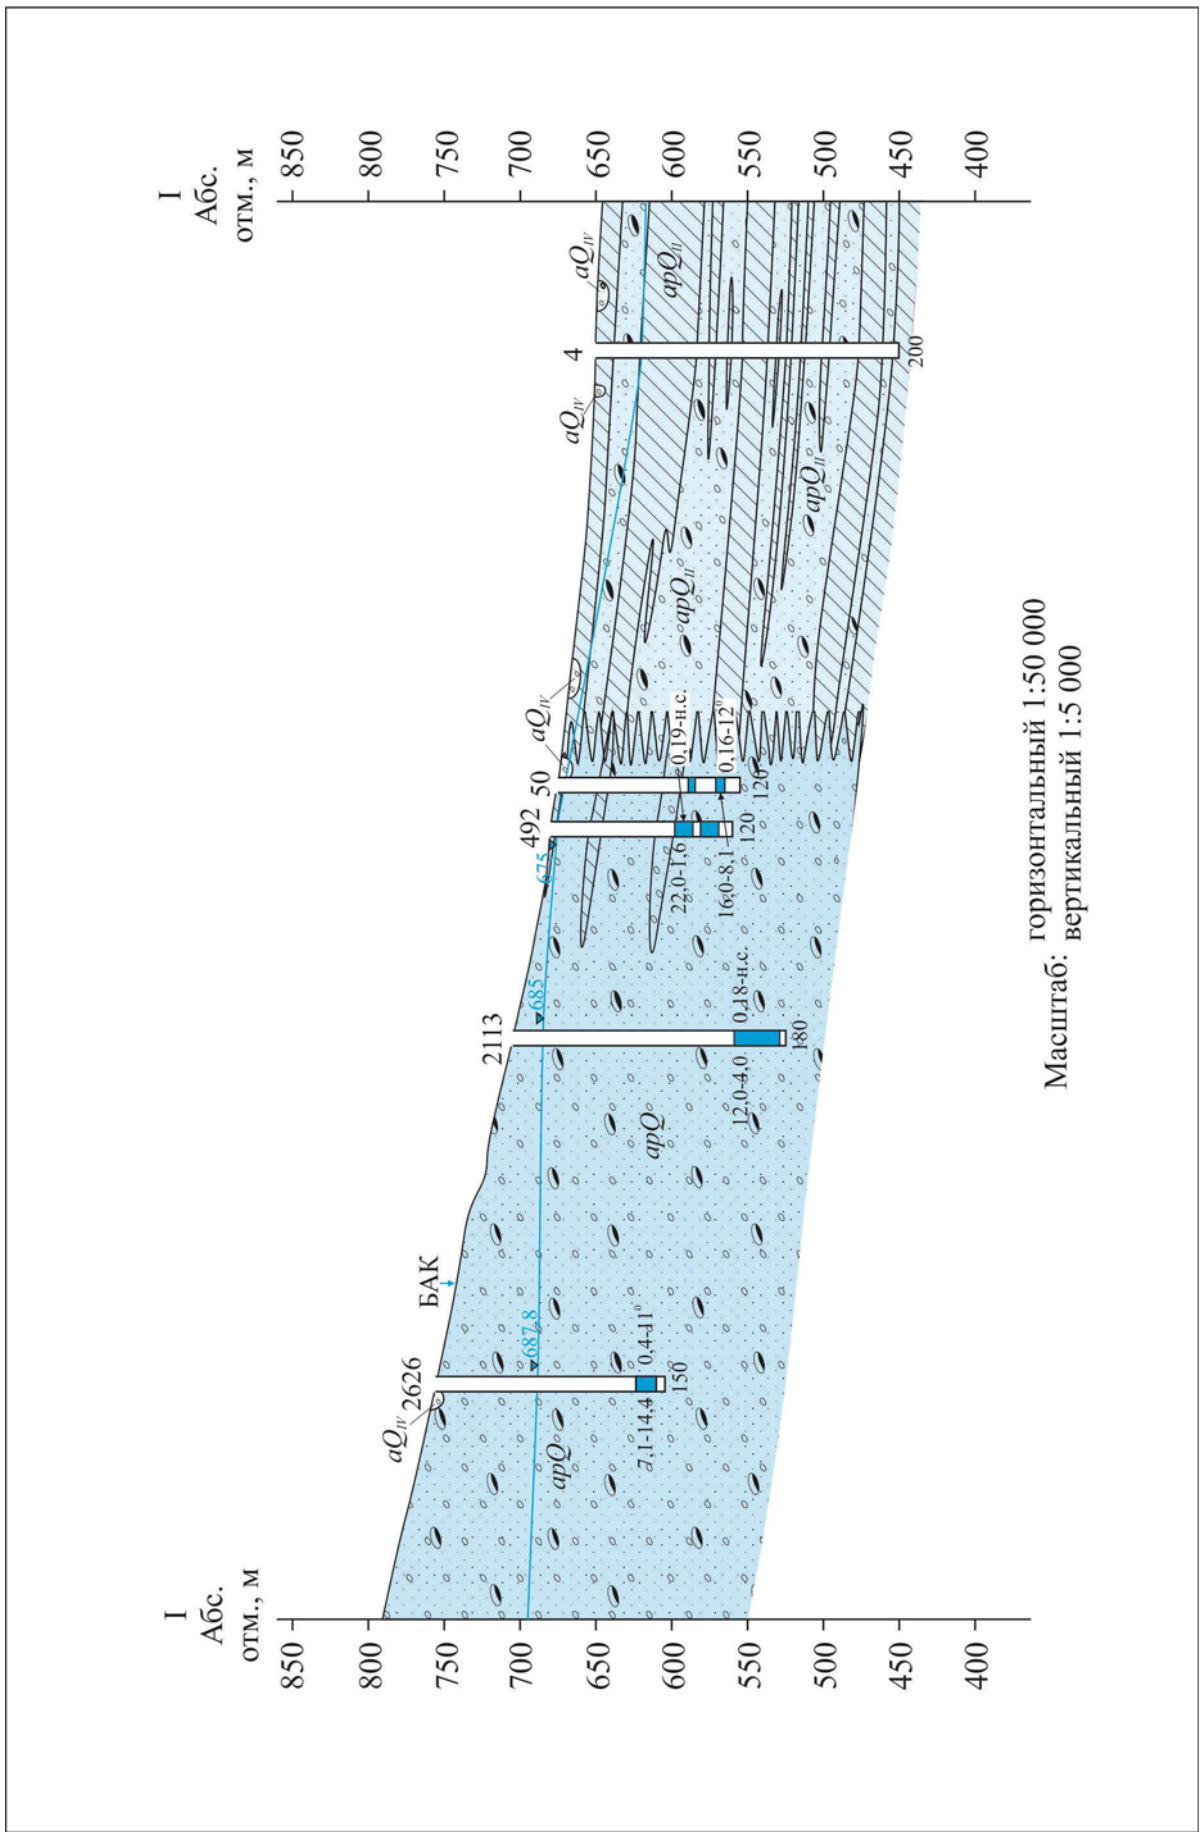 I
Абс.
отм., м
850
800
750
700
650
600
550
500
450
400
I
Абс.
отм., м
850
800
750
700
650
600
550
500
450
400
aQIV
2626
БАК
2113
492
50
aQIV
aQIV
4
aQIV
687,8
685
675
apQ
apQ
apQII
apQII
apQII
7,1-14,4
0,4-11⁰
150
12,0-4,0
0,18-н.с.
180
22,0-1,6
0,19-н.с.
16,0-8,1
0,16-12⁰
120
120
200
Масштаб: горизонтальный 1:50 000
вертикальный 1:5 000